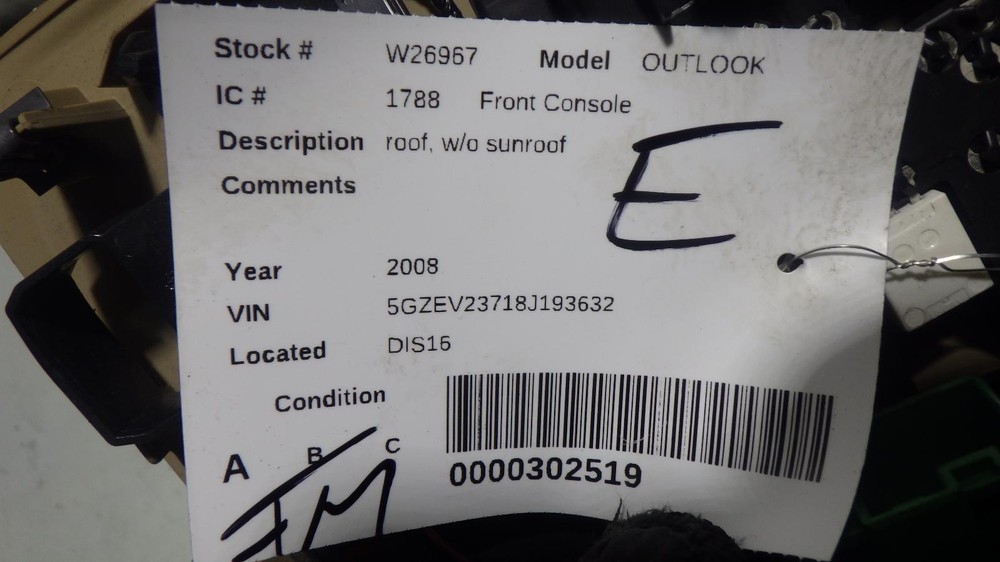 Stock # W26967 Model OUTLOOK
IC # 1788 Front Console
Description roof, w/o sunroof
Comments
E
Year 2008
VIN 5GZEV23718J193632
Located DIS16
Condition
A B C
0000302519